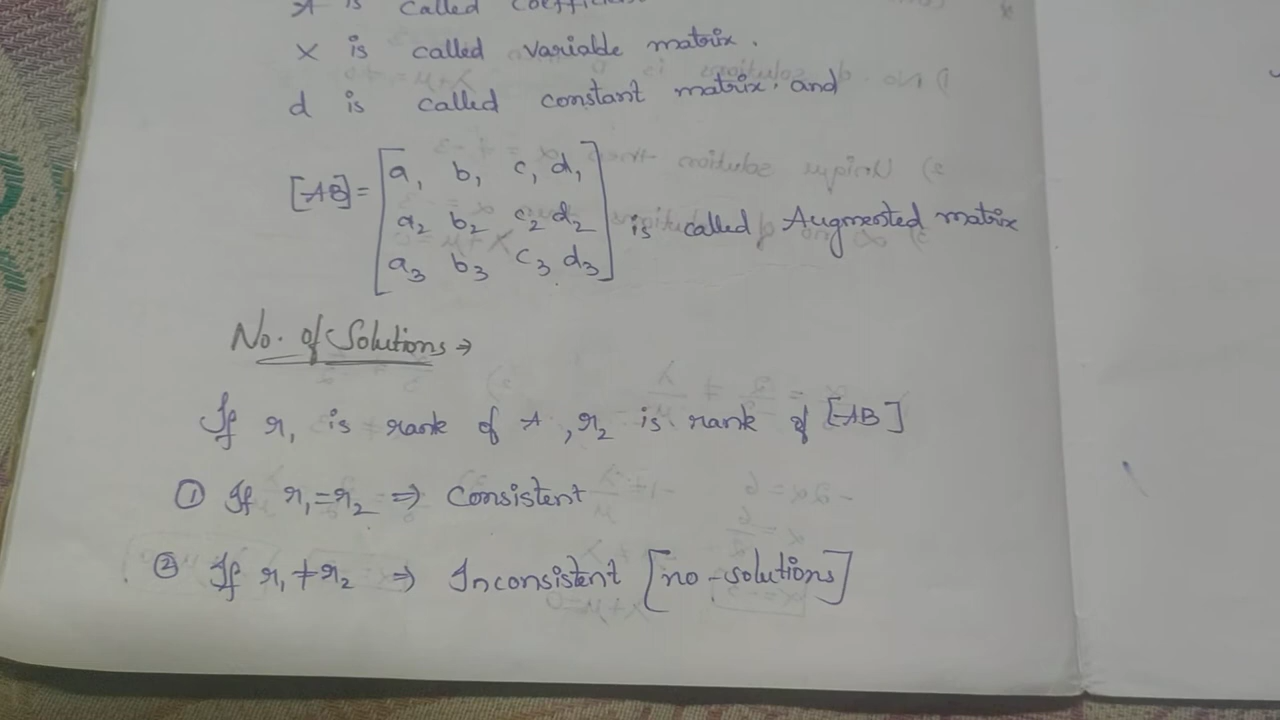 A is called
X is called variable matrix.
d is called constant matrix. and
[AB] = [a₁ b₁ c₁ d₁
a₂ b₂ c₂ d₂
a₃ b₃ c₃ d₃] is called Augmented matrix
No. of Solutions →
If r₁ is rank of A, r₂ is rank of [AB]
① If r₁=r₂ ⇒ Consistent
② If r₁≠r₂ ⇒ Inconsistent [no-solutions]